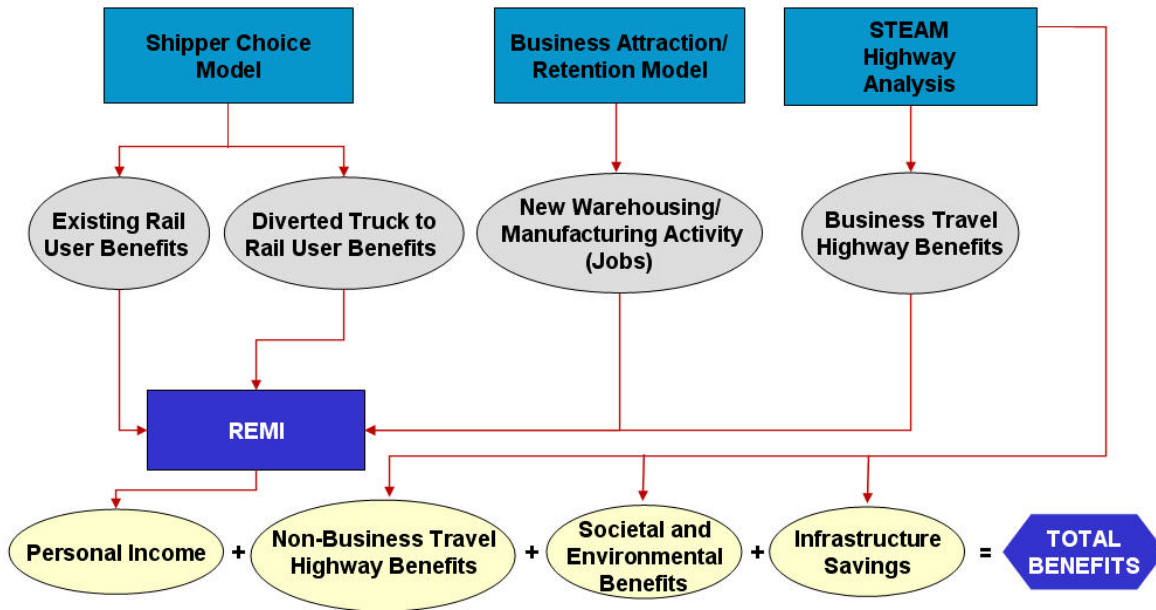 Shipper Choice
Model
Business Attraction/
Retention Model
STEAM
Highway
Analysis
Existing Rail
User Benefits
Diverted Truck to
Rail User Benefits
New Warehousing/
Manufacturing Activity
(Jobs)
Business Travel
Highway Benefits
REMI
Personal Income
+
Non-Business Travel
Highway Benefits
+
Societal and
Environmental
Benefits
+
Infrastructure
Savings
=
TOTAL
BENEFITS